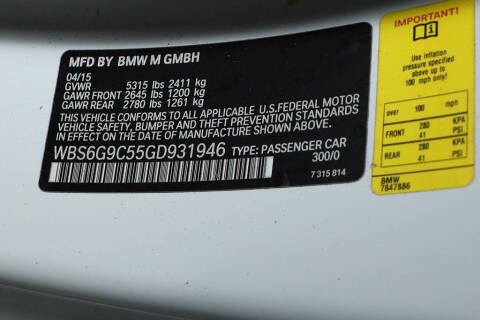 MFD BY BMW M GMBH
04/15
GVWR 5315 lbs 2411 kg
GAWR FRONT 2645 lbs 1200 kg
GAWR REAR 2780 lbs 1261 kg
THIS VEHICLE CONFORMS TO ALL APPLICABLE U.S.FEDERAL MOTOR
VEHICLE SAFETY, BUMPER AND THEFT PREVENTION STANDARDS
IN EFFECT ON THE DATE OF MANUFACTURE SHOWN ABOVE.
WBS6G9C55GD931946 TYPE: PASSENGER CAR
300/0
7 315 814
IMPORTANT!
Use inflation
pressure specified
above up to
100 mph only!
over 100 mph
FRONT 280 KPA
41 PSI
REAR 280 KPA
41 PSI
BMW
7847886